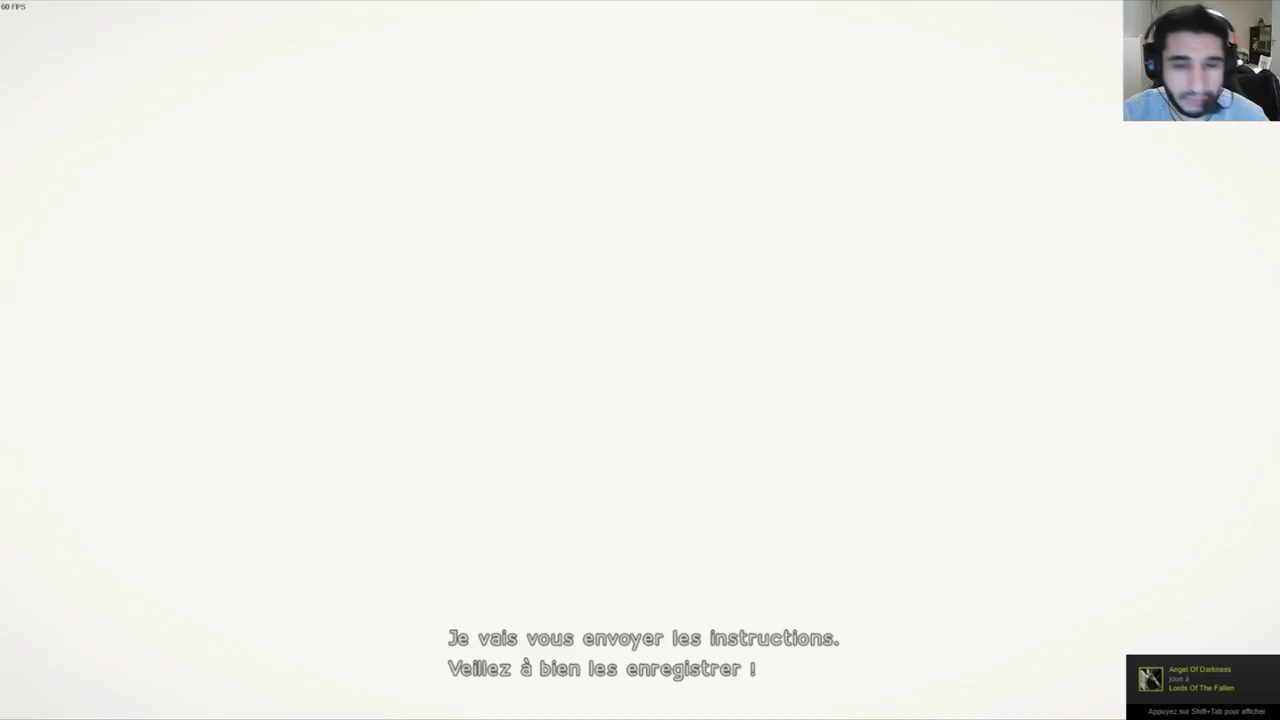 60 FPS
Je vais vous envoyer les instructions.
Veillez à bien les enregistrer !
Angel Of Darkness
joue à
Lords Of The Fallen
Appuyez sur Shift+Tab pour afficher